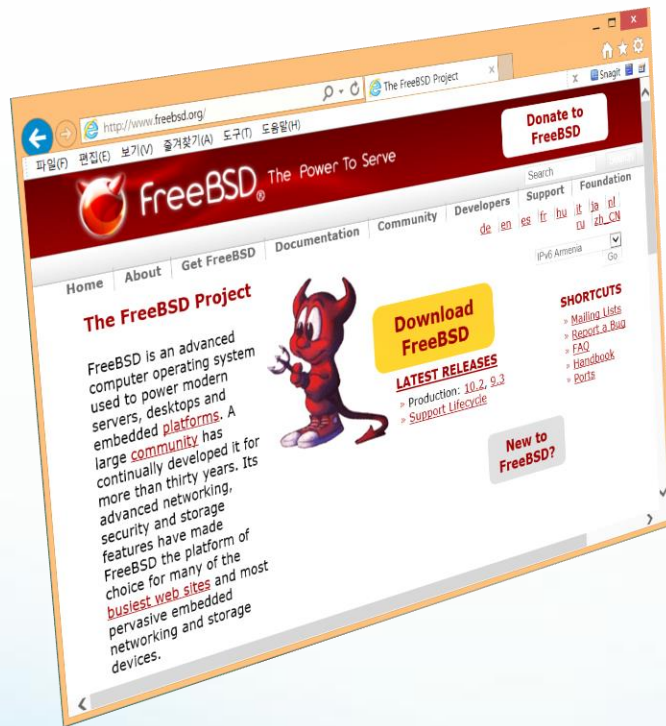 http://www.freebsd.org/
The FreeBSD Project
x
x Snagit
파일(F) 편집(E) 보기(V) 즐겨찾기(A) 도구(T) 도움말(H)
FreeBSD® The Power To Serve
Donate to
FreeBSD
Search
Home About Get FreeBSD Documentation Community Developers Support Foundation
de en es fr hu it ja pl
ru zh_CN
IPv6 Armenia
Go
The FreeBSD Project
FreeBSD is an advanced
computer operating system
used to power modern
servers, desktops and
embedded platforms. A
large community has
continually developed it for
more than thirty years. Its
advanced networking,
security and storage
features have made
FreeBSD the platform of
choice for many of the
busiest web sites and most
pervasive embedded
networking and storage
devices.
Download
FreeBSD
LATEST RELEASES
» Production: 10.2, 9.3
» Support Lifecycle
New to
FreeBSD?
SHORTCUTS
» Mailing Lists
» Report a Bug
» FAQ
» Handbook
» Ports